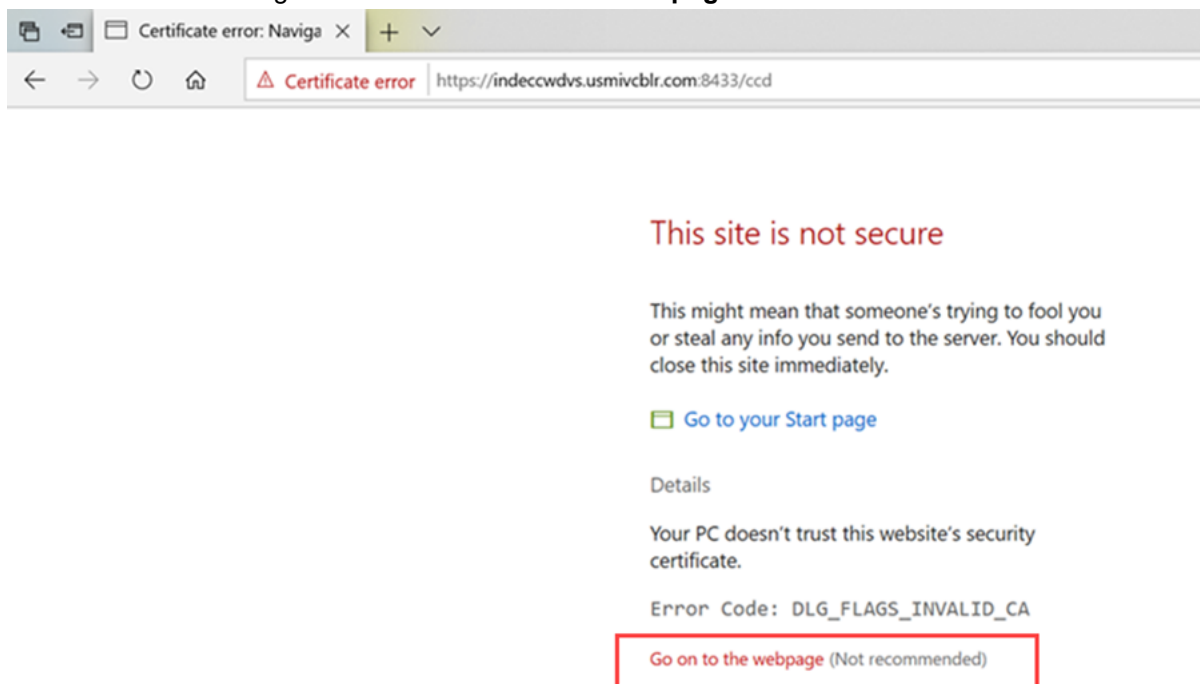 Certificate error: Naviga
Certificate error https://indeccwdvs.usmivcblr.com:8433/ccd
This site is not secure
This might mean that someone's trying to fool you
or steal any info you send to the server. You should
close this site immediately.
Go to your Start page
Details
Your PC doesn't trust this website's security
certificate.
Error Code: DLG_FLAGS_INVALID_CA
Go on to the webpage (Not recommended)